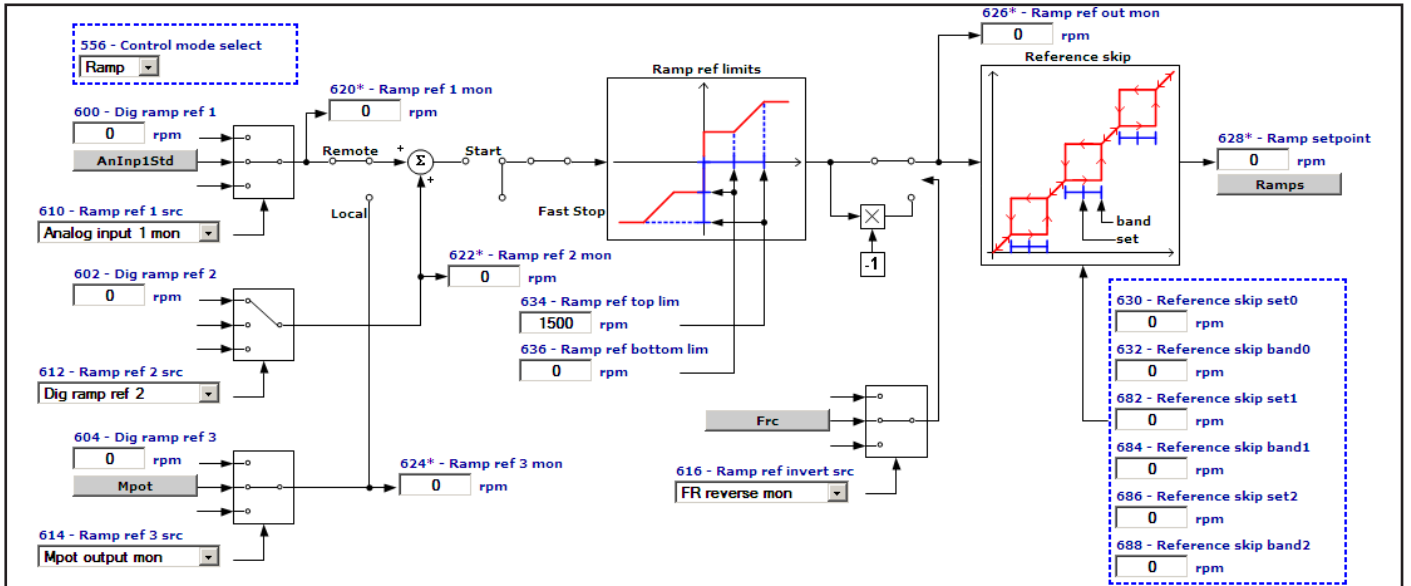 556 - Control mode select
Ramp
600 - Dig ramp ref 1
0 rpm
AnInp1Std
610 - Ramp ref 1 src
Analog input 1 mon
602 - Dig ramp ref 2
0 rpm
612 - Ramp ref 2 src
Dig ramp ref 2
604 - Dig ramp ref 3
0 rpm
Mpot
614 - Ramp ref 3 src
Mpot output mon
620* - Ramp ref 1 mon
0 rpm
Remote
Local
+
Σ
+
Start
Fast Stop
622* - Ramp ref 2 mon
0 rpm
624* - Ramp ref 3 mon
0 rpm
Ramp ref limits
634 - Ramp ref top lim
1500 rpm
636 - Ramp ref bottom lim
0 rpm
×
-1
Frc
616 - Ramp ref invert src
FR reverse mon
626* - Ramp ref out mon
0 rpm
Reference skip
band
set
628* - Ramp setpoint
0 rpm
Ramps
630 - Reference skip set0
0 rpm
632 - Reference skip band0
0 rpm
682 - Reference skip set1
0 rpm
684 - Reference skip band1
0 rpm
686 - Reference skip set2
0 rpm
688 - Reference skip band2
0 rpm